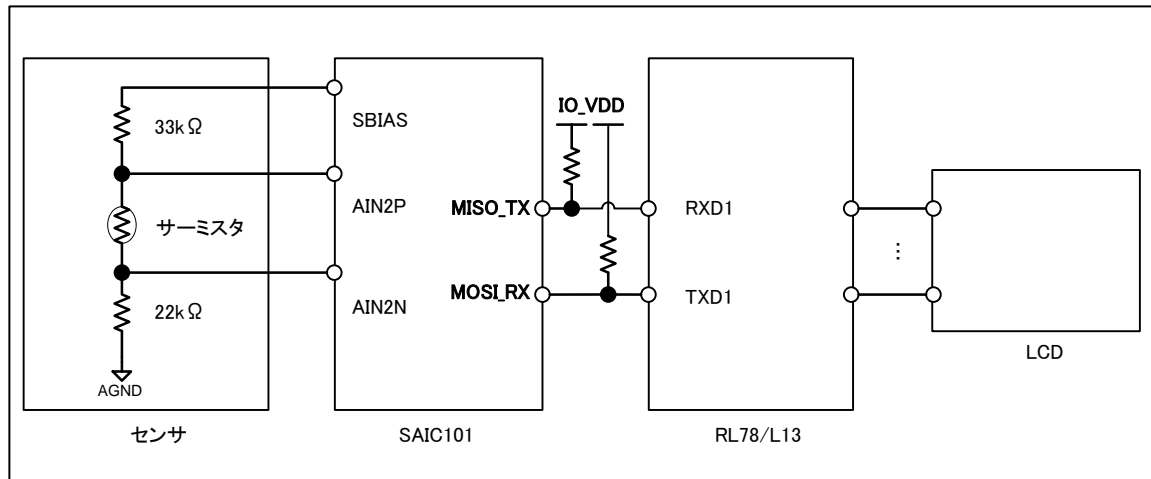 33kΩ
サーミスタ
22kΩ
AGND
センサ
SBIAS
AIN2P
AIN2N
MISO_TX
MOSI_RX
SAIC101
IO_VDD
RXD1
TXD1
RL78/L13
…
LCD